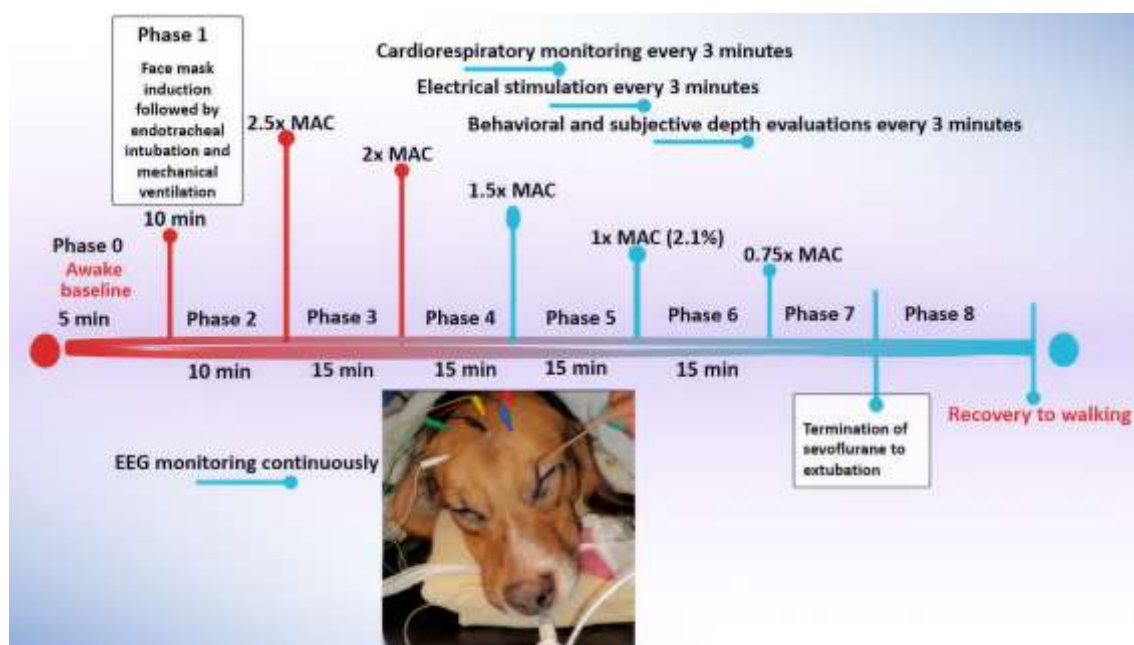 Phase 1
Face mask
induction
followed by
endotracheal
intubation and
mechanical
ventilation
10 min
Cardiorespiratory monitoring every 3 minutes
Electrical stimulation every 3 minutes
Behavioral and subjective depth evaluations every 3 minutes
2.5x MAC
2x MAC
1.5x MAC
1x MAC (2.1%)
0.75x MAC
Phase 0
Awake
baseline
5 min
Phase 2
Phase 3
Phase 4
Phase 5
Phase 6
Phase 7
Phase 8
10 min
15 min
15 min
15 min
15 min
Termination of
sevoflurane to
extubation
Recovery to walking
EEG monitoring continuously